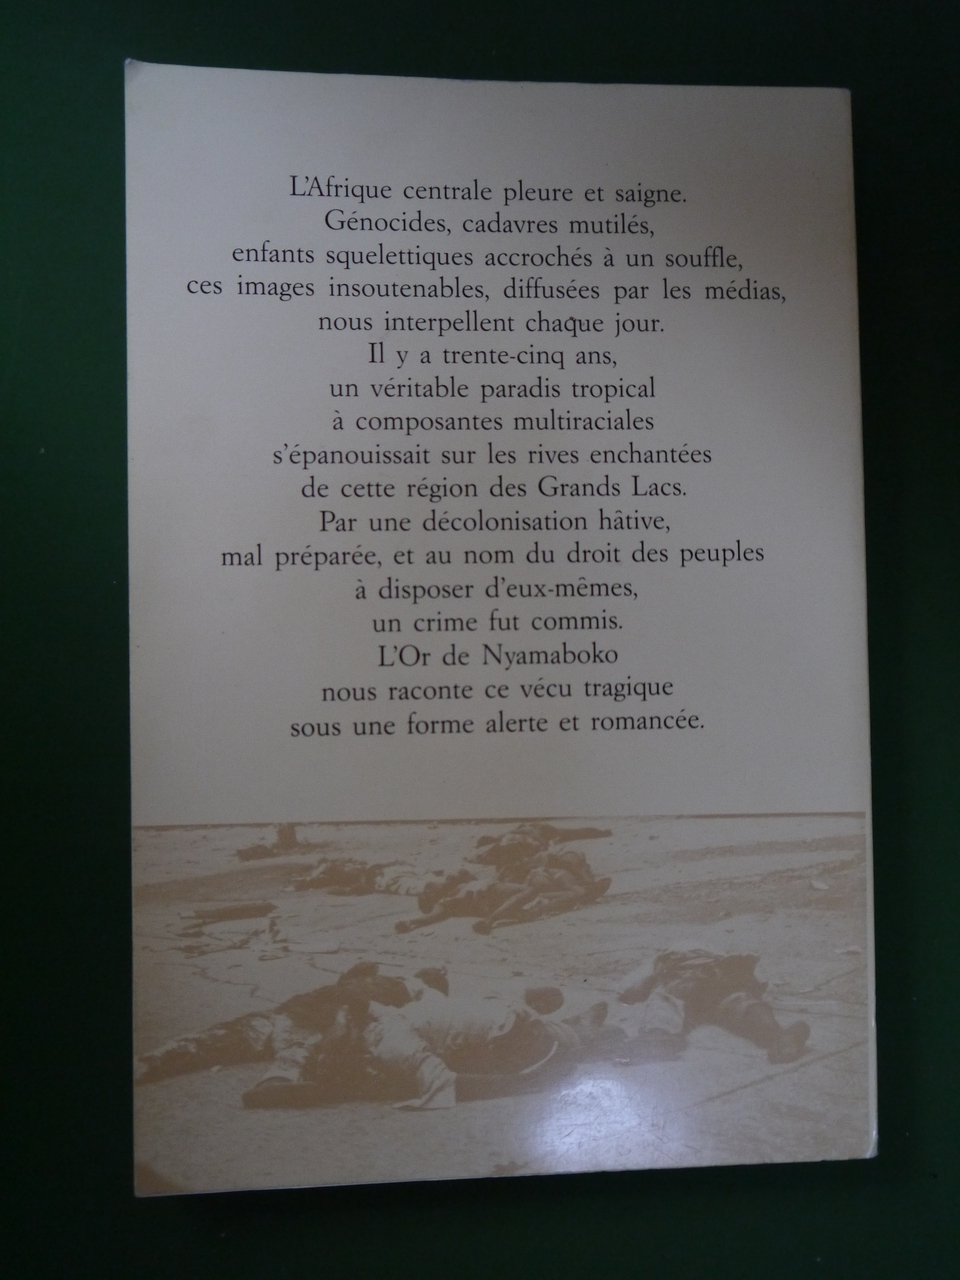 L'Afrique centrale pleure et saigne.
Génocides, cadavres mutilés,
enfants squelettiques accrochés à un souffle,
ces images insoutenables, diffusées par les médias,
nous interpellent chaque jour.
Il y a trente-cinq ans,
un véritable paradis tropical
à composantes multiraciales
s'épanouissait sur les rives enchantées
de cette région des Grands Lacs.
Par une décolonisation hâtive,
mal préparée, et au nom du droit des peuples
à disposer d'eux-mêmes,
un crime fut commis.
L'Or de Nyamaboko
nous raconte ce vécu tragique
sous une forme alerte et romancée.